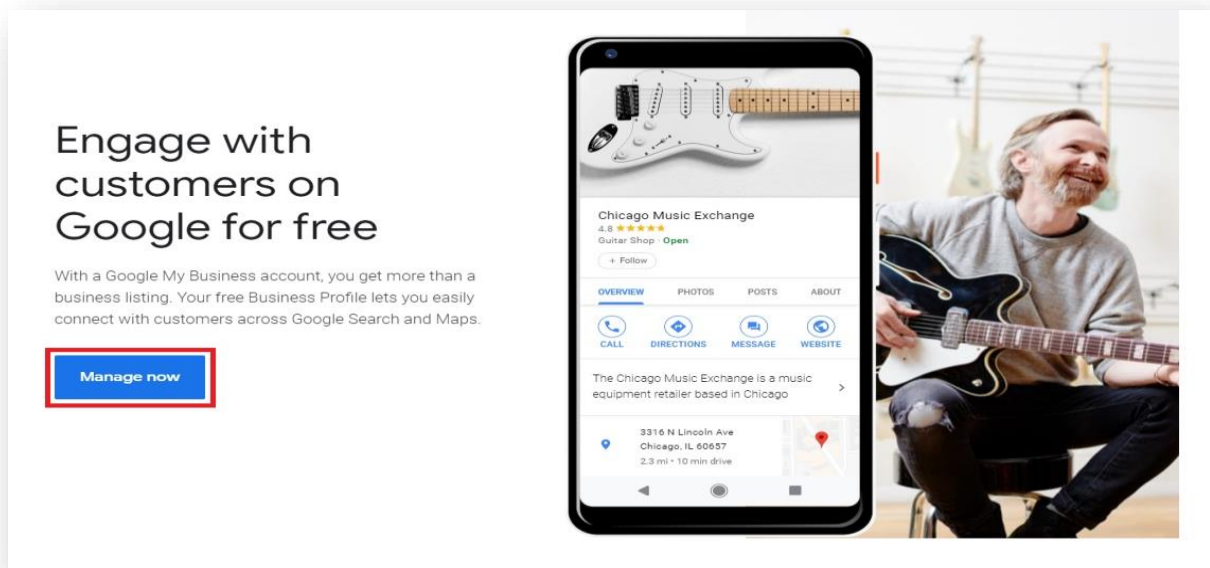 Engage with
customers on
Google for free
With a Google My Business account, you get more than a
business listing. Your free Business Profile lets you easily
connect with customers across Google Search and Maps.
Manage now
Chicago Music Exchange
4.8
Guitar Shop · Open
+ Follow
OVERVIEW PHOTOS POSTS ABOUT
CALL DIRECTIONS MESSAGE WEBSITE
The Chicago Music Exchange is a music
equipment retailer based in Chicago
3316 N Lincoln Ave
Chicago, IL 60657
2.3 mi • 10 min drive